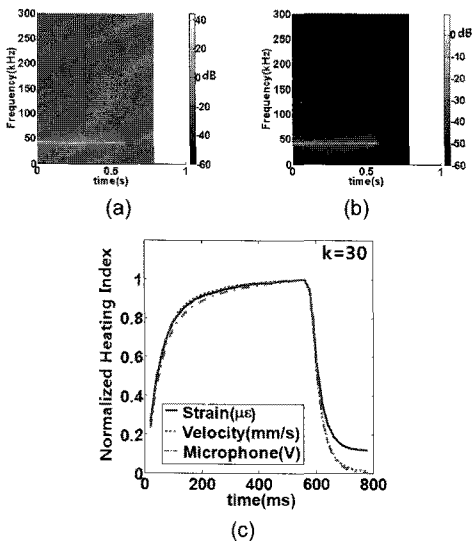 300
250
200
150
100
50
0
Frequency(kHz)
0
0.5
1
time(s)
40
20
0 dB
-20
-40
-60
(a)
300
250
200
150
100
50
0
Frequency(kHz)
0
0.5
1
time(s)
0 dB
-10
-20
-30
-40
-50
-60
(b)
k=30
1
0.8
0.6
0.4
0.2
0
Normalized Heating Index
Strain(με)
Velocity(mm/s)
Microphone(V)
0
200
400
600
800
time(ms)
(c)